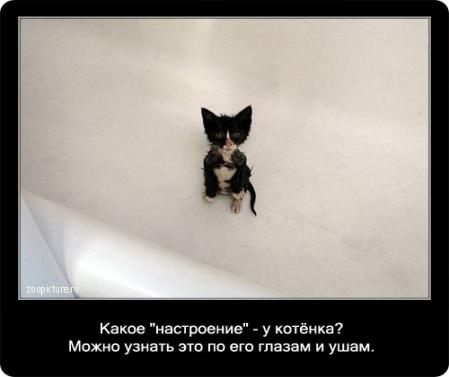 zoopicture.ru
Какое "настроение" - у котёнка?
Можно узнать это по его глазам и ушам.